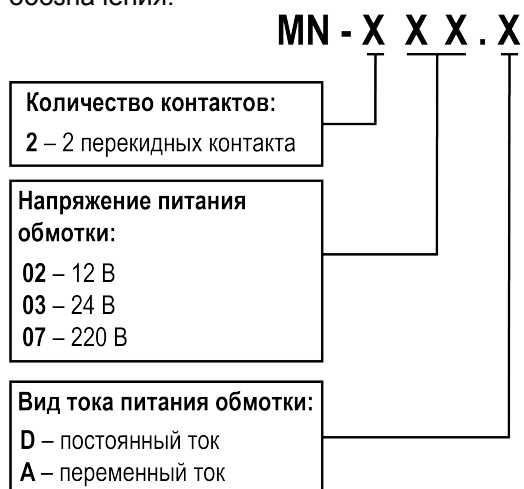 обозначения:
MN - X X X . X
Количество контактов:
2 – 2 перекидных контакта
Напряжение питания
обмотки:
02 – 12 В
03 – 24 В
07 – 220 В
Вид тока питания обмотки:
D – постоянный ток
A – переменный ток